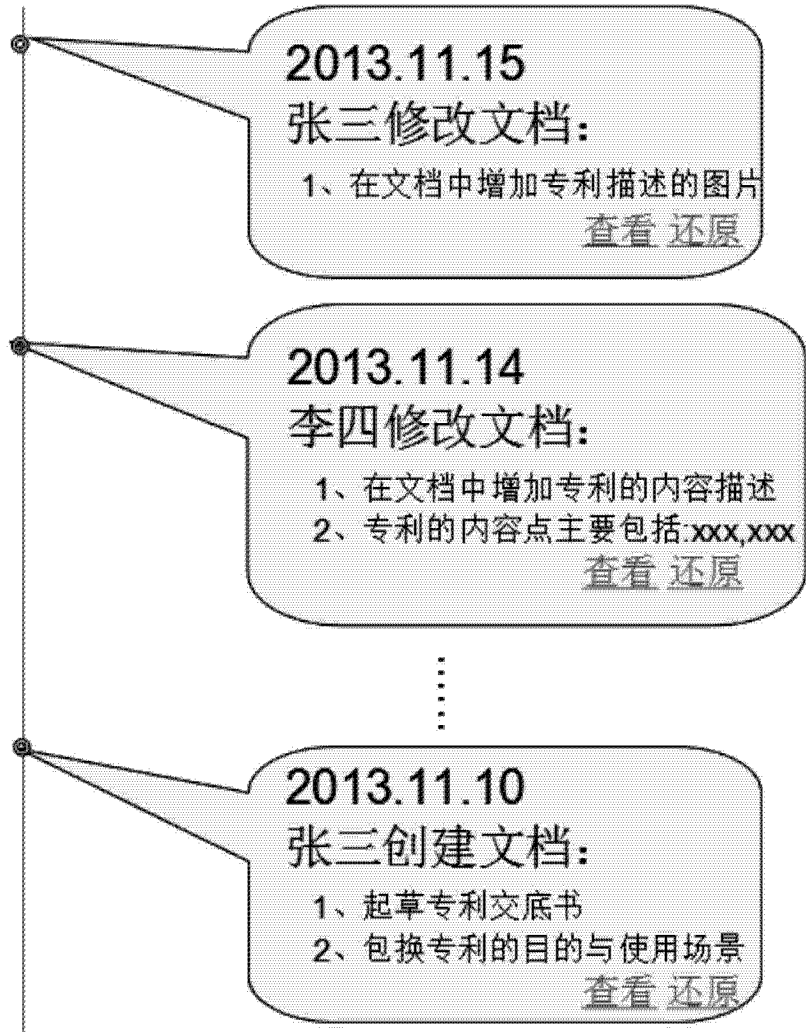 2013.11.15
张三修改文档：
1、在文档中增加专利描述的图片
查看 还原
2013.11.14
李四修改文档：
1、在文档中增加专利的内容描述
2、专利的内容点主要包括:xxx,xxx
查看 还原
2013.11.10
张三创建文档：
1、起草专利交底书
2、包换专利的目的与使用场景
查看 还原